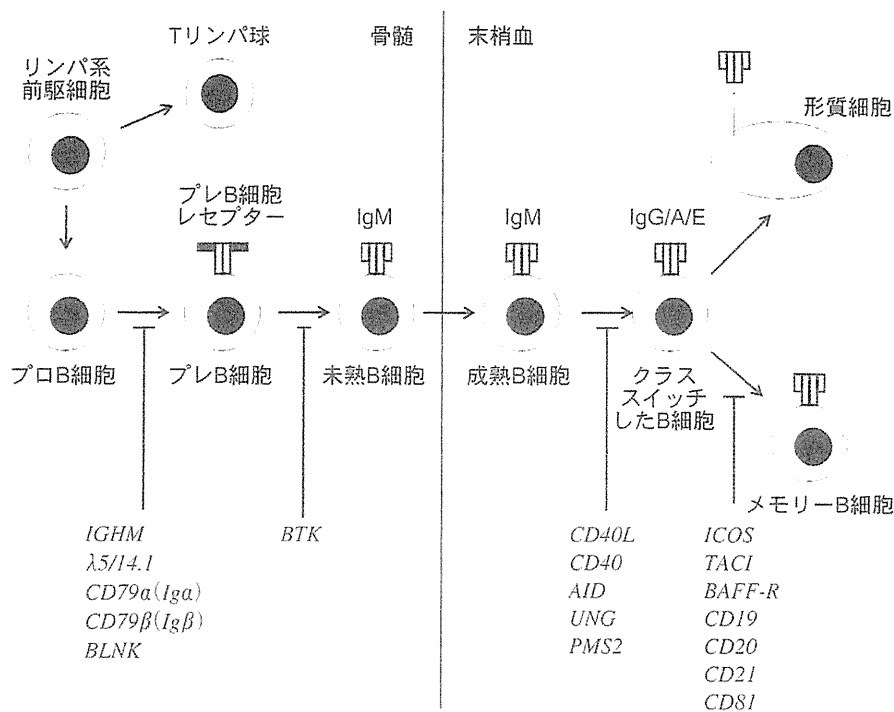 Tリンパ球
骨髄
末梢血
リンパ系
前駆細胞
形質細胞
プレB細胞
レセプター
IgM
IgM
IgG/A/E
プロB細胞
プレB細胞
未熟B細胞
成熟B細胞
クラス
スイッチ
したB細胞
メモリーB細胞
IGHM
λ5/14.1
CD79α(Igα)
CD79β(Igβ)
BLNK
BTK
CD40L
CD40
AID
UNG
PMS2
ICOS
TACI
BAFF-R
CD19
CD20
CD21
CD81